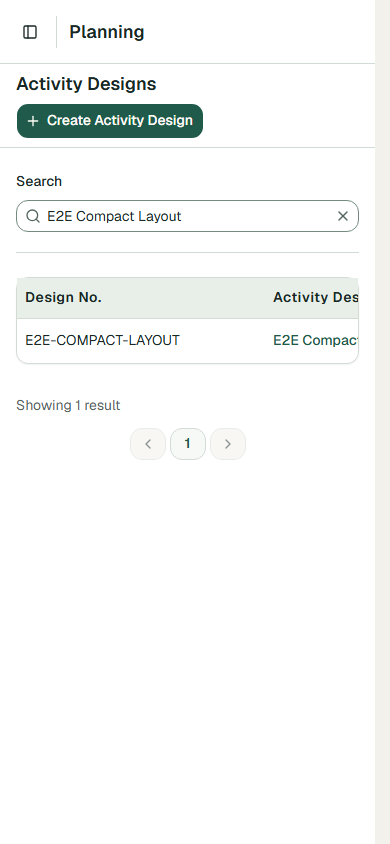 Planning
Activity Designs
Create Activity Design
Search
E2E Compact Layout
Design No. Activity Des
E2E-COMPACT-LAYOUT E2E Compact
Showing 1 result
1